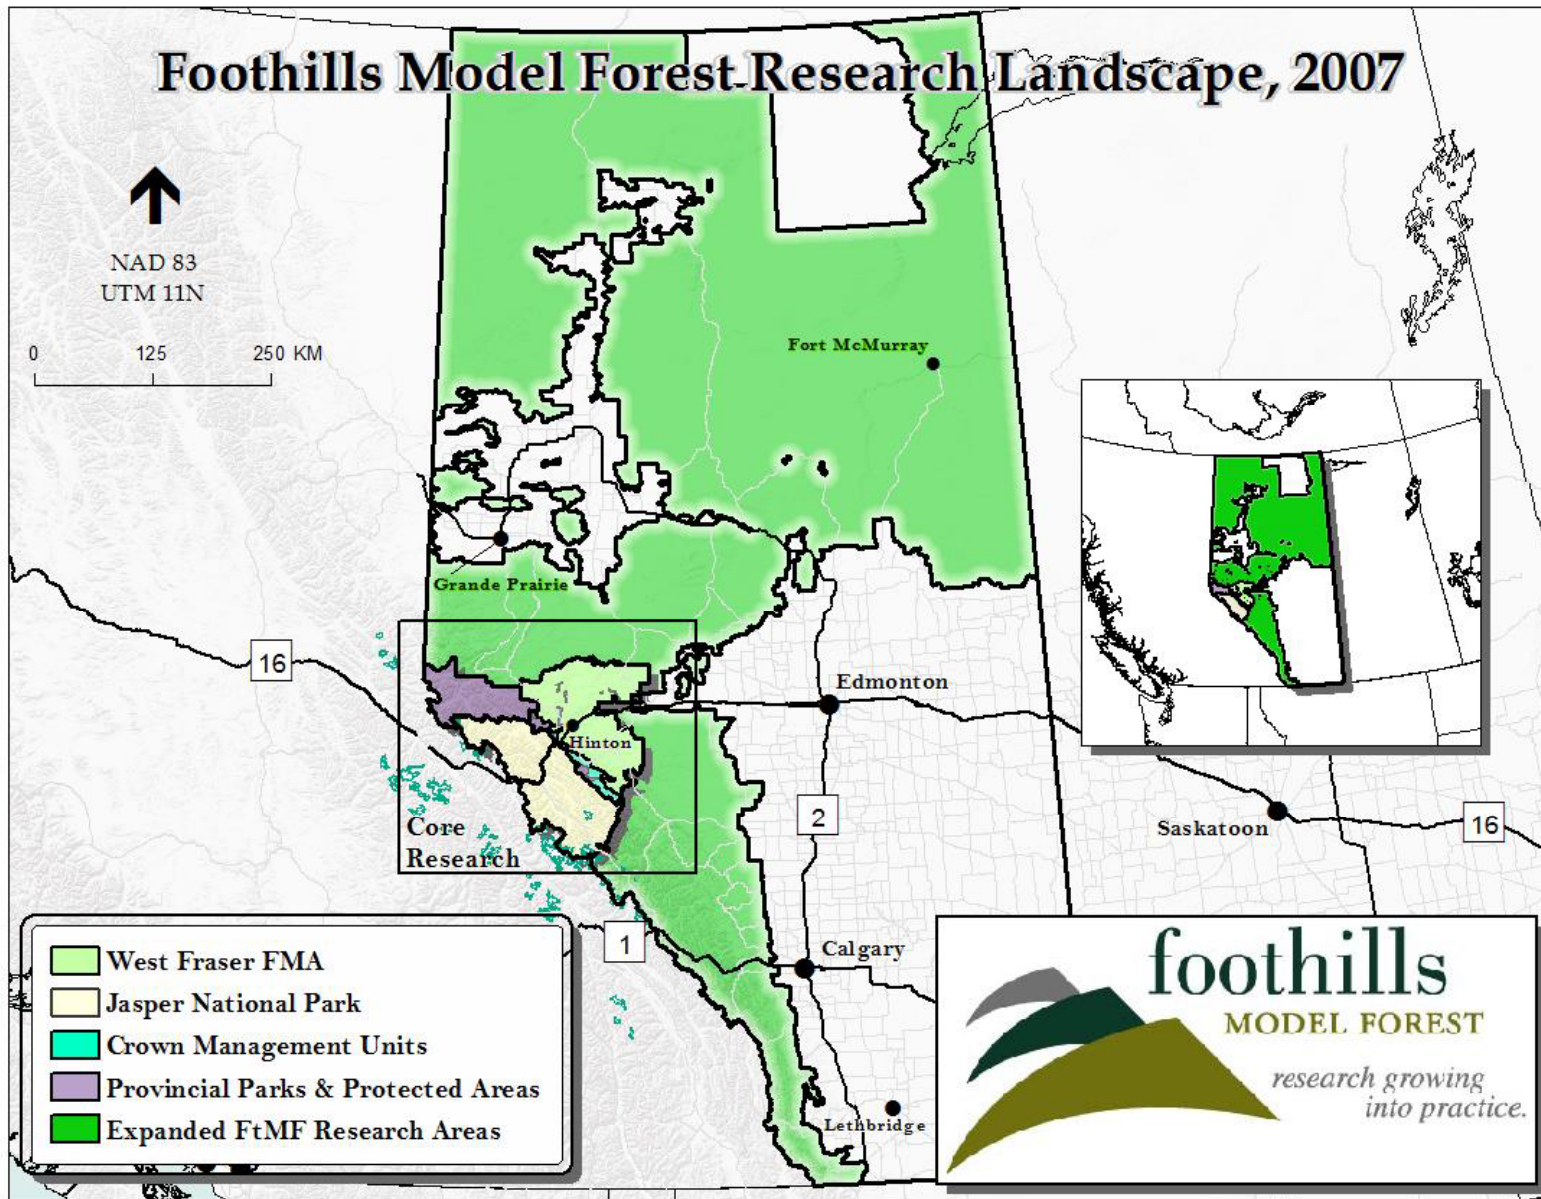 Foothills Model Forest Research Landscape, 2007
NAD 83
UTM 11N
0 125 250 KM
Fort McMurray
Grande Prairie
16
Edmonton
Hinton
2
Saskatoon
16
Core
Research
1
Calgary
Lethbridge
West Fraser FMA
Jasper National Park
Crown Management Units
Provincial Parks & Protected Areas
Expanded FtMF Research Areas
foothills
MODEL FOREST
research growing
into practice.